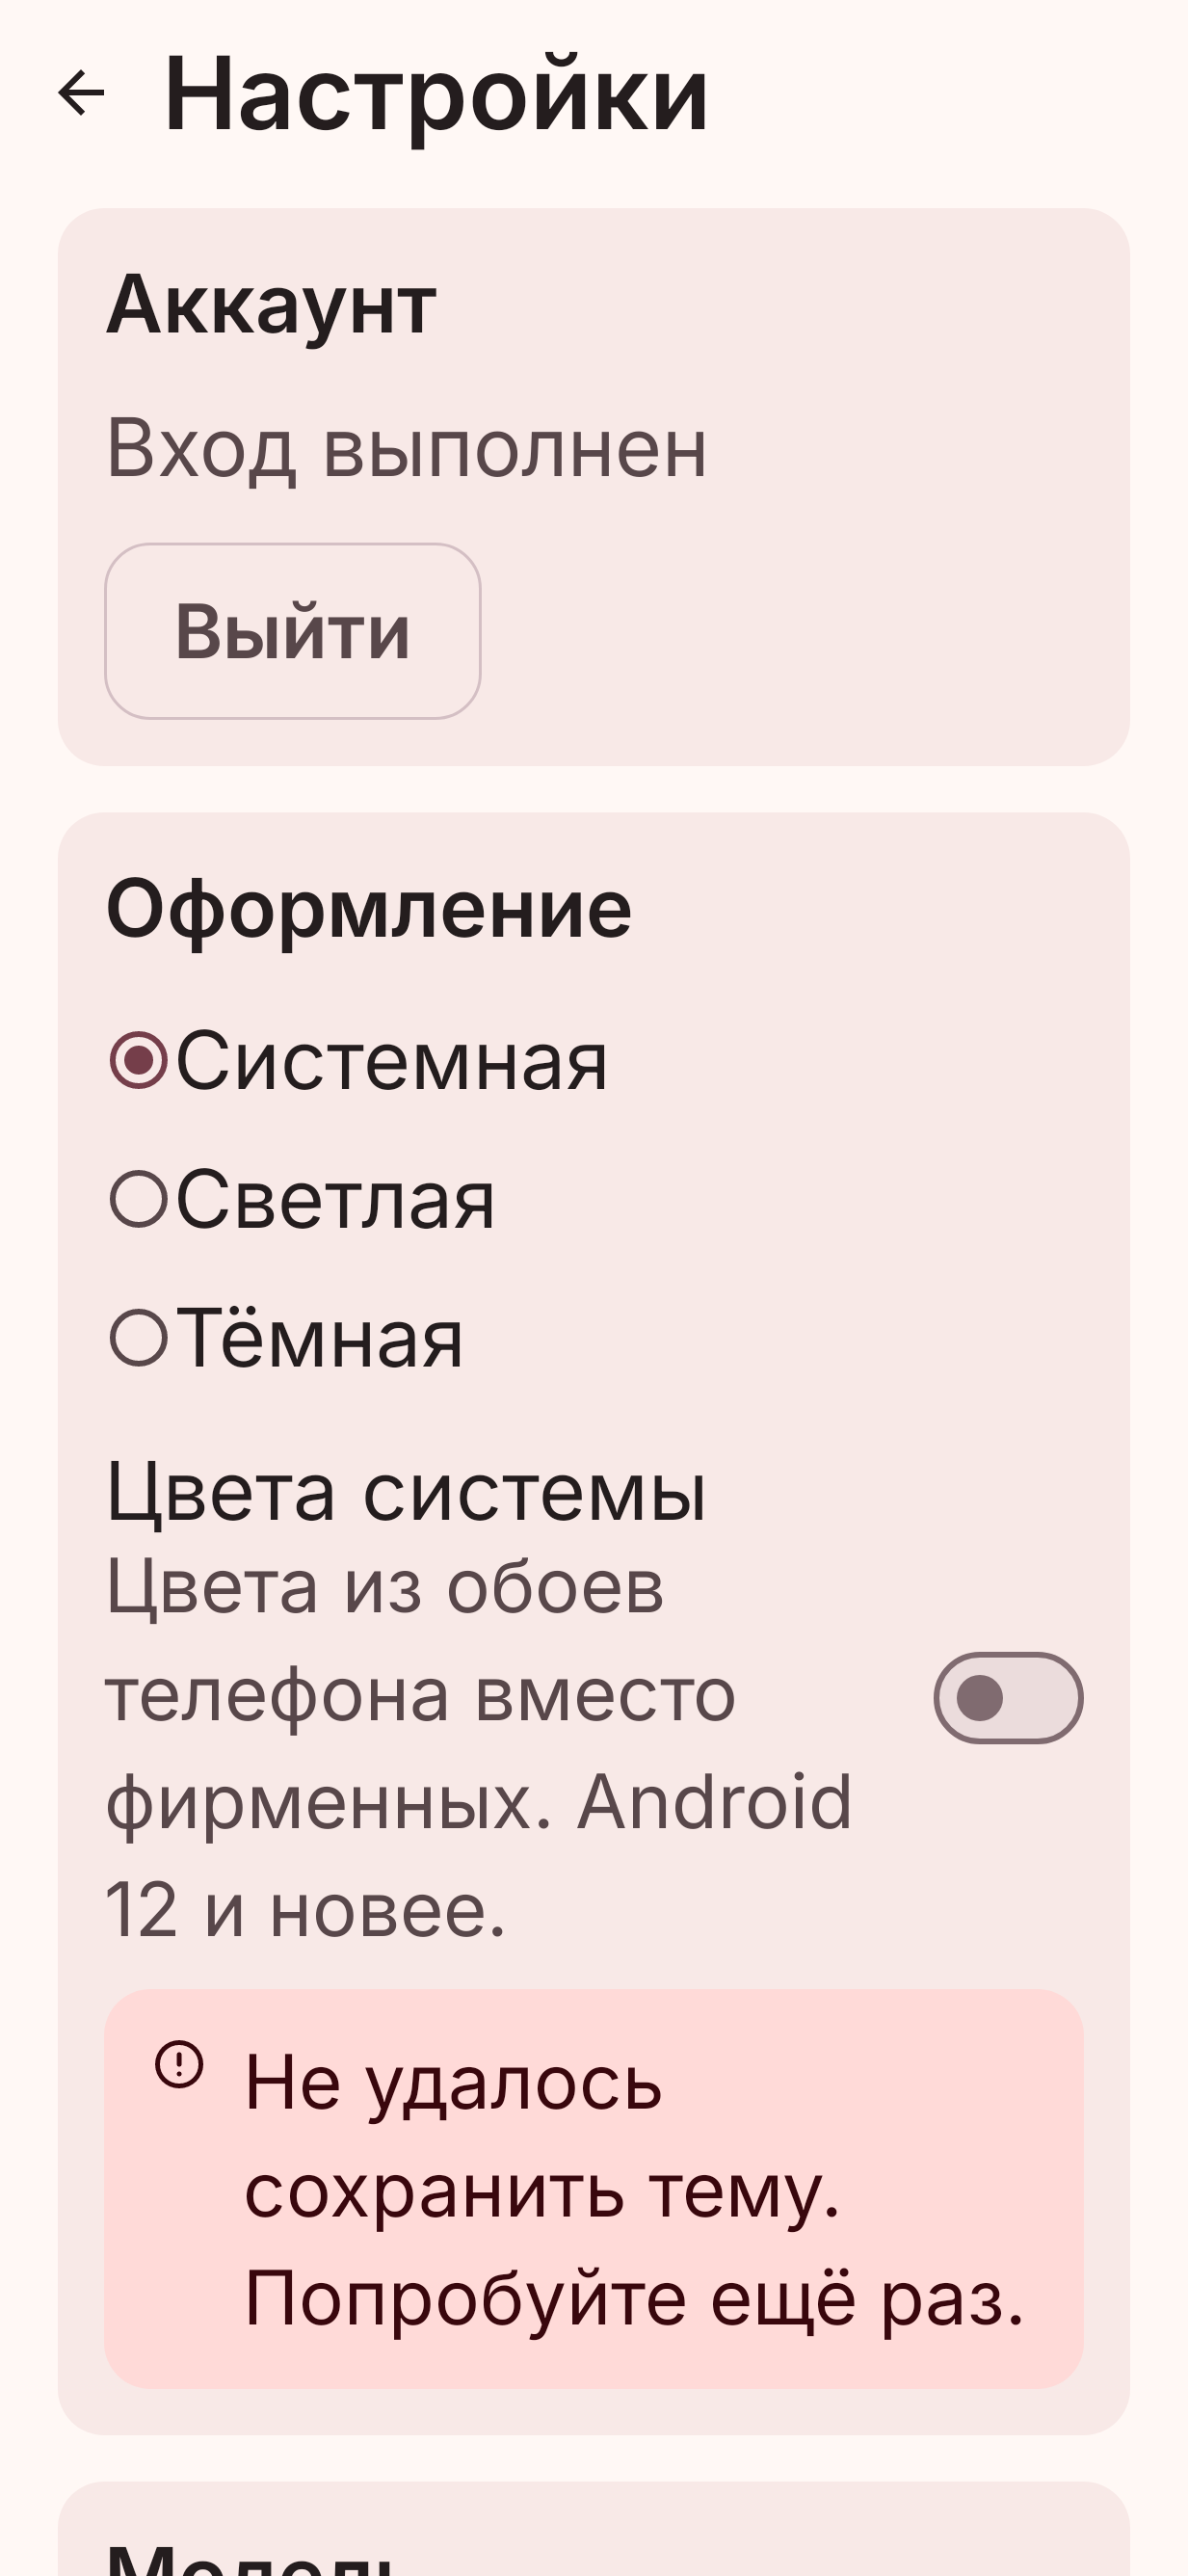 Настройки
Аккаунт
Вход выполнен
Выйти
Оформление
Системная
Светлая
Тёмная
Цвета системы
Цвета из обоев
телефона вместо
фирменных. Android
12 и новее.
Не удалось
сохранить тему.
Попробуйте ещё раз.